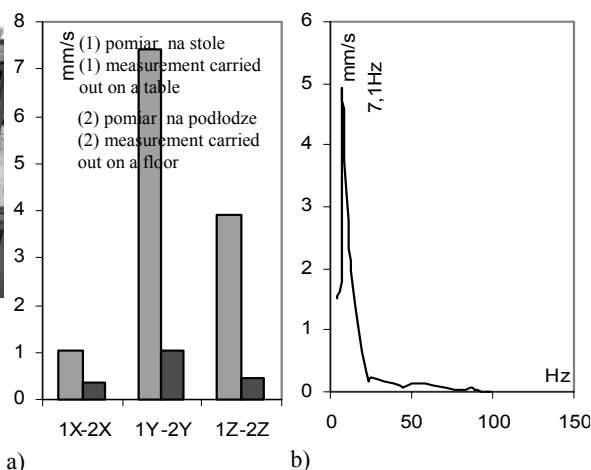 8
7
6
5
4
3
2
1
0
mm/s
(1) pomiar na stole
(1) measurement carried
out on a table
(2) pomiar na podłodze
(2) measurement carried
out on a floor
1X-2X 1Y-2Y 1Z-2Z
a)
6
5
4
3
2
1
0
mm/s
7,1Hz
Hz
0 50 100 150
b)